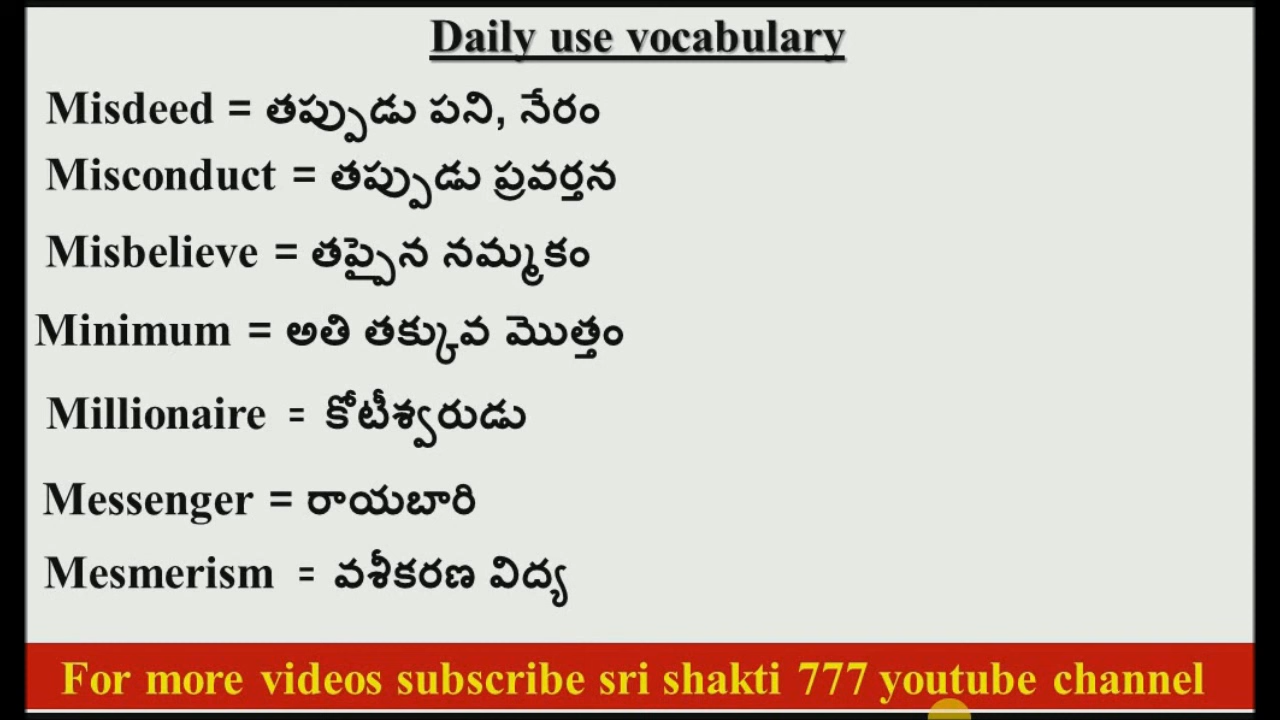 Daily use vocabulary
Misdeed = తప్పుడు పని, నేరం
Misconduct = తప్పుడు ప్రవర్తన
Misbelieve = తప్పైన నమ్మకం
Minimum = అతి తక్కువ మొత్తం
Millionaire = కోటీశ్వరుడు
Messenger = రాయబారి
Mesmerism = వశీకరణ విద్య
For more videos subscribe sri shakti 777 youtube channel